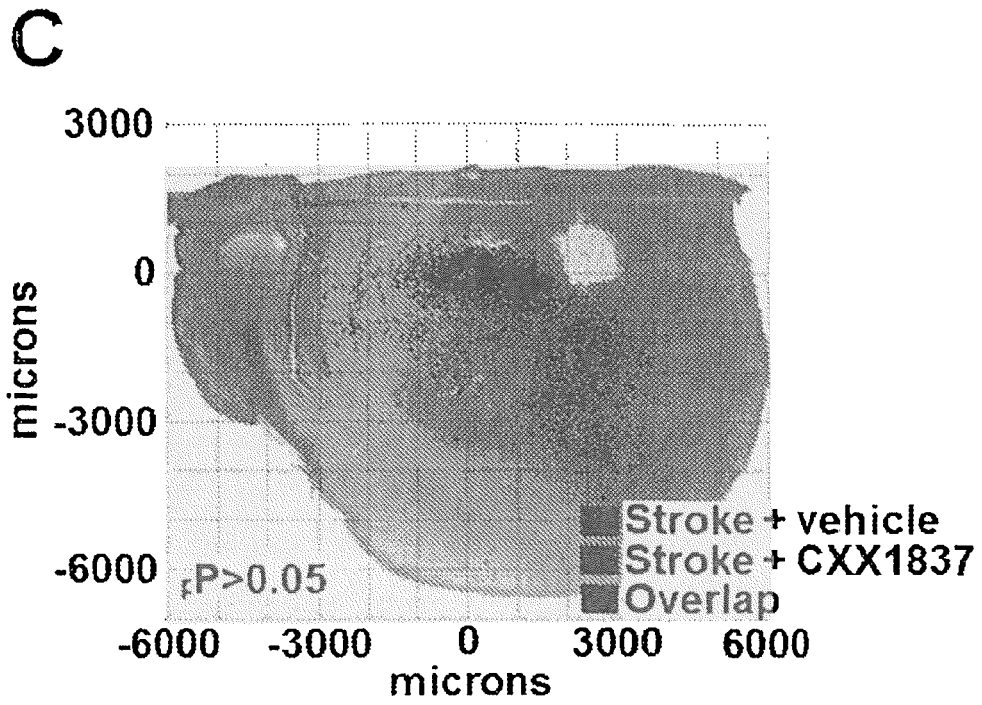 C
3000
0
-3000
-6000
microns
P>0.05
Stroke + vehicle
Stroke + CXX1837
Overlap
-6000 -3000 0 3000 6000
microns